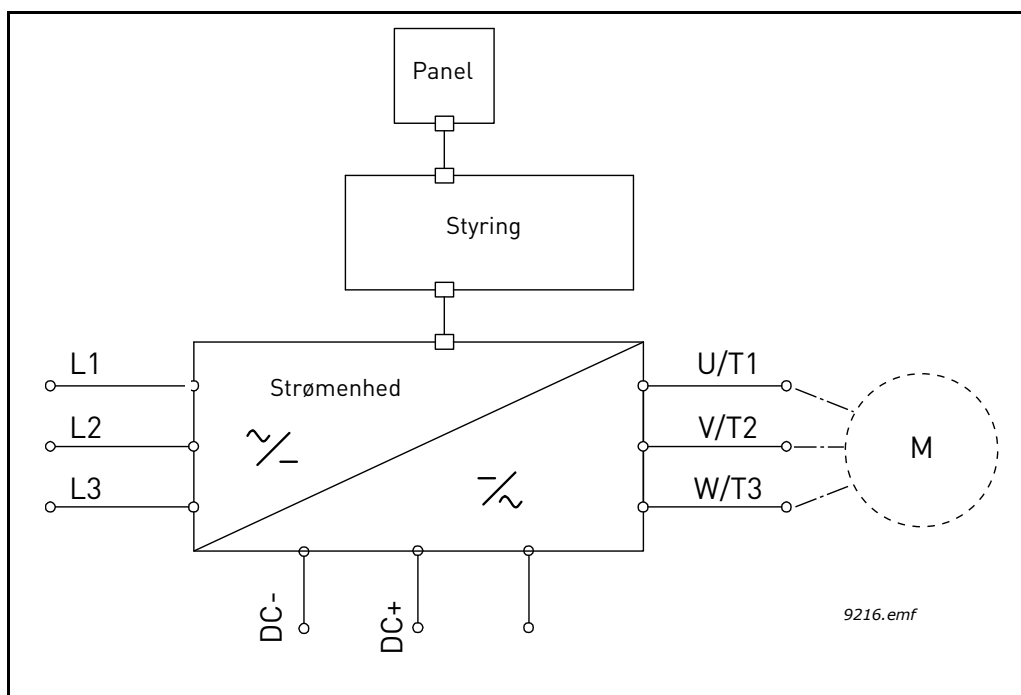 Panel
Styring
Strømenhed
L1
L2
L3
~/–
–/~
U/T1
V/T2
W/T3
M
DC-
DC+
9216.emf